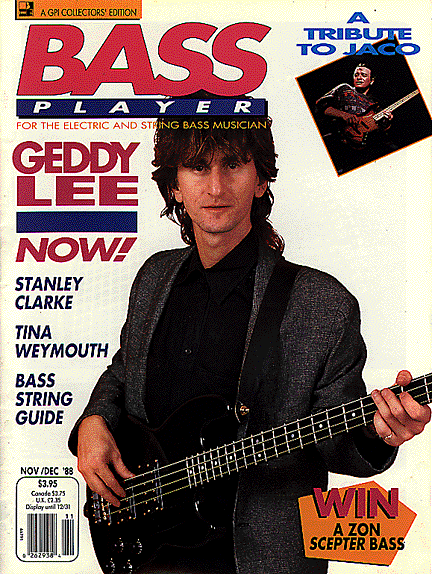 A GPI COLLECTORS' EDITION
BASS
PLAYER
FOR THE ELECTRIC AND STRING BASS MUSICIAN
A
TRIBUTE
TO JACO
GEDDY
LEE
NOW!
STANLEY
CLARKE
TINA
WEYMOUTH
BASS
STRING
GUIDE
NOV/DEC '88
$3.95
Canada $3.75
U.K. £2.35
Display until 12/31
11
WIN
A ZON
SCEPTER BASS